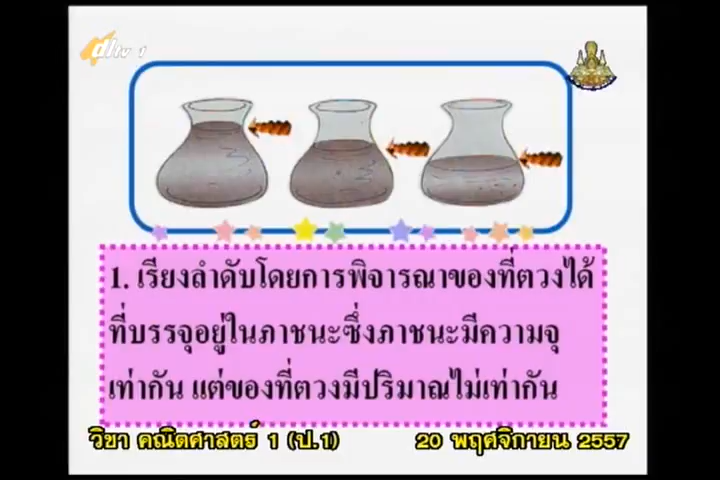 dltv 1
1. เรียงลำดับโดยการพิจารณาของที่ตวงได้
ที่บรรจุอยู่ในภาชนะซึ่งภาชนะมีความจุ
เท่ากัน แต่ของที่ตวงมีปริมาณไม่เท่ากัน
วิขา คณิตศาสตร์ 1 (ป.1)
20 พฤศจิกายน 2557